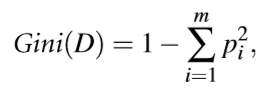 Gini(D) = 1 − ∑_{i=1}^{m} p_i^2,